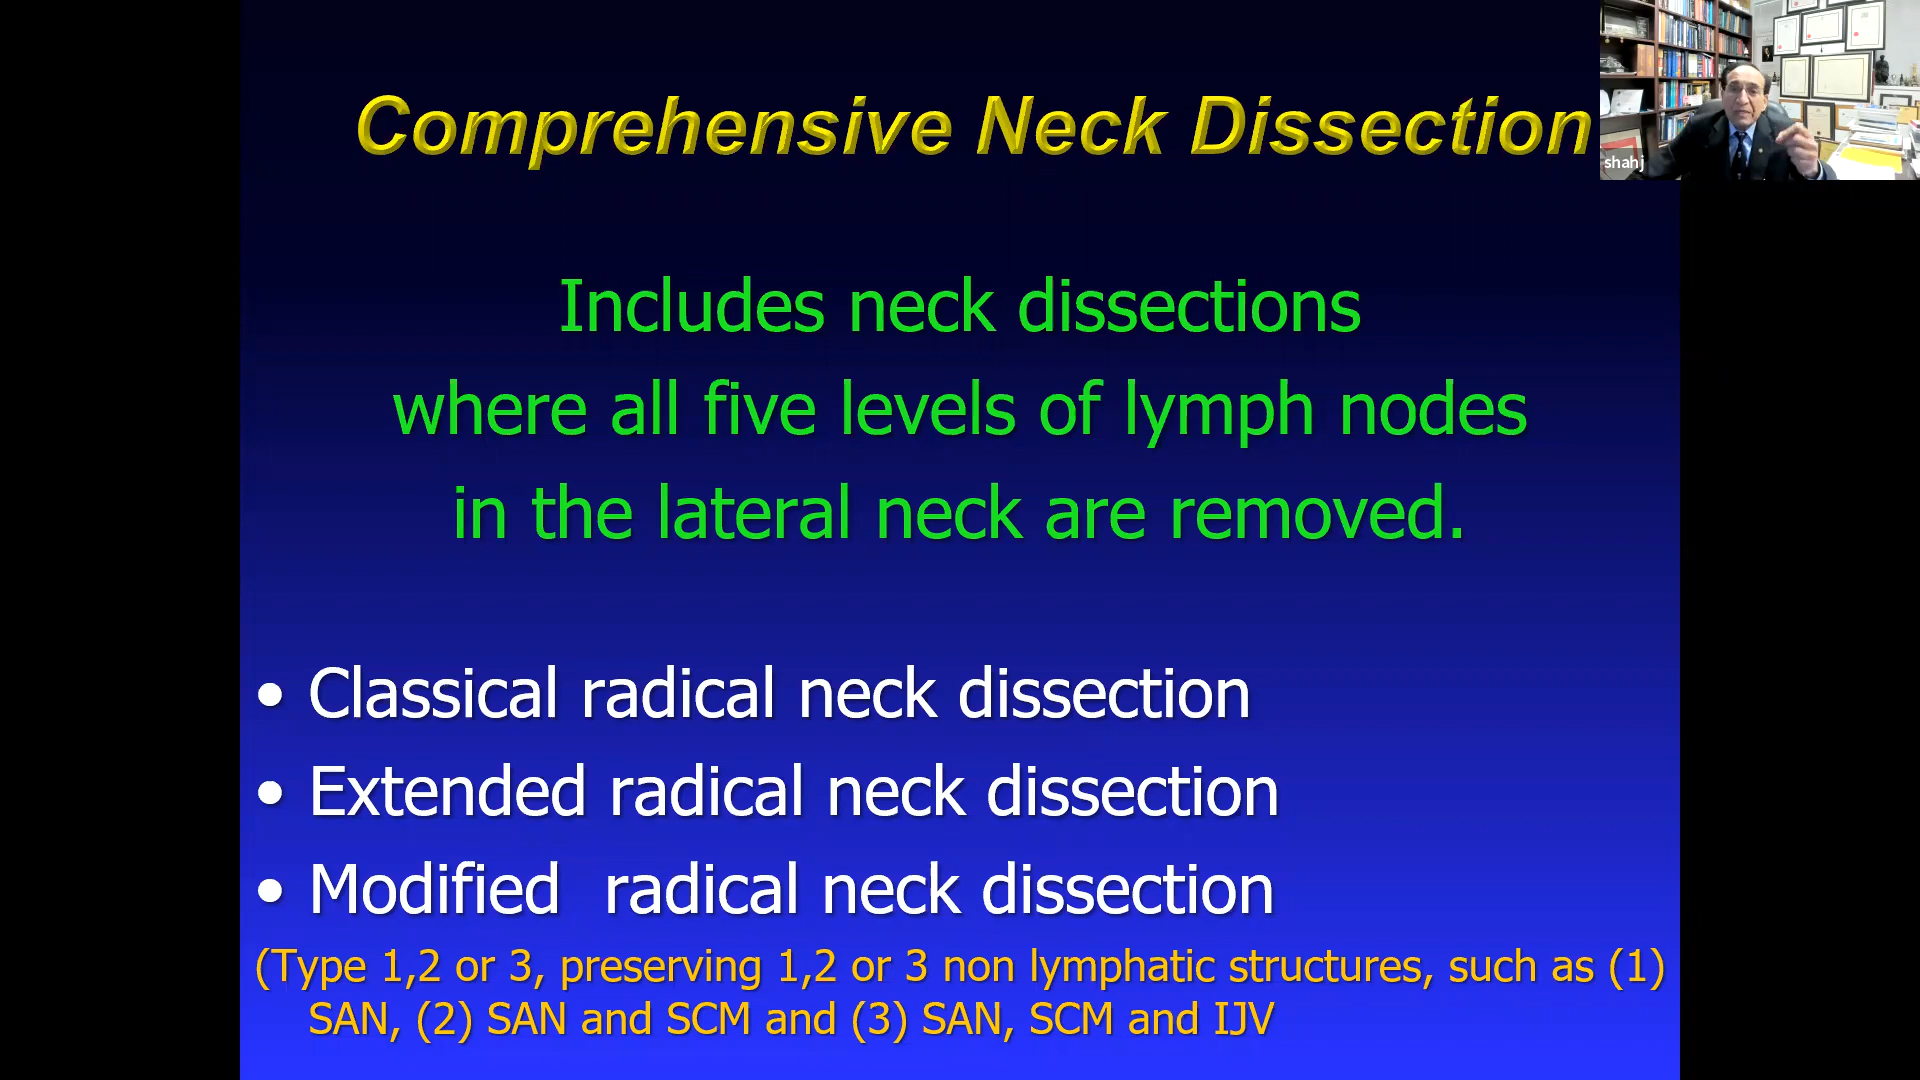 Comprehensive Neck Dissection
shahj
Includes neck dissections
where all five levels of lymph nodes
in the lateral neck are removed.
• Classical radical neck dissection
• Extended radical neck dissection
• Modified  radical neck dissection
(Type 1,2 or 3, preserving 1,2 or 3 non lymphatic structures, such as (1)
SAN, (2) SAN and SCM and (3) SAN, SCM and IJV